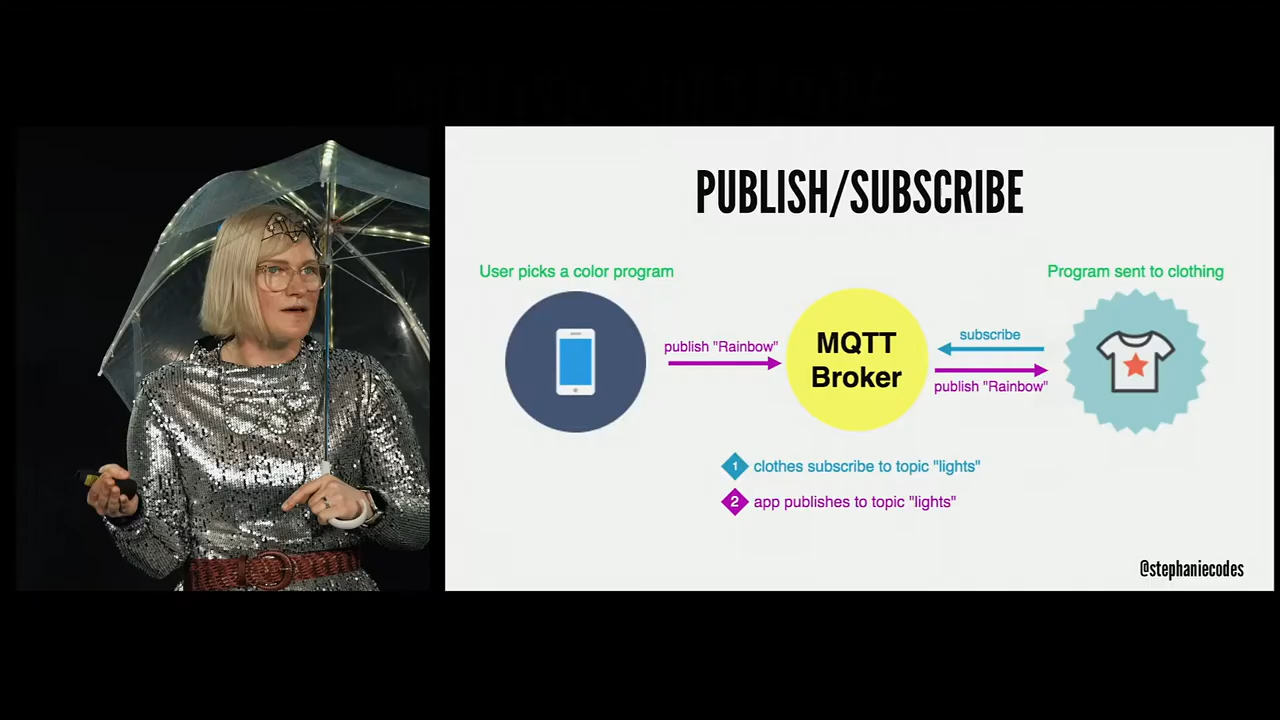 PUBLISH/SUBSCRIBE
User picks a color program
Program sent to clothing
publish "Rainbow"
MQTT
Broker
subscribe
publish "Rainbow"
1 clothes subscribe to topic "lights"
2 app publishes to topic "lights"
@stephaniecodes